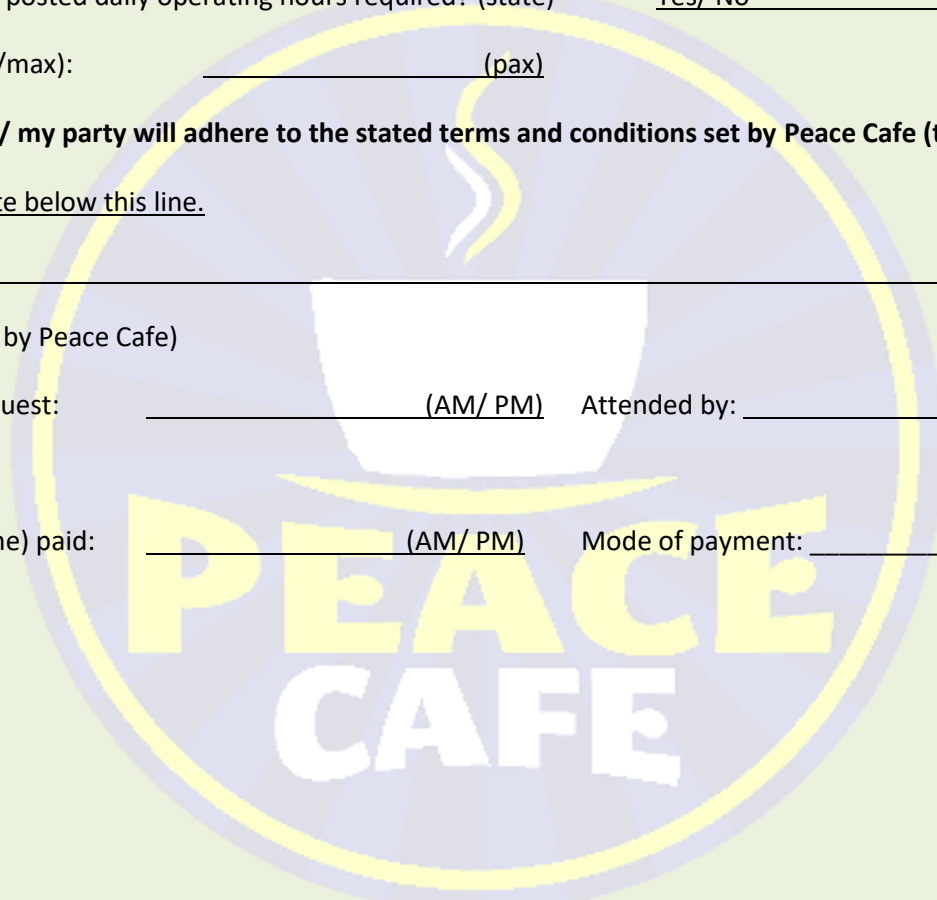 posted daily operating hours required? (state) Yes/ No
/max): (pax)
/ my party will adhere to the stated terms and conditions set by Peace Cafe (t
te below this line.
by Peace Cafe)
uest: (AM/ PM) Attended by:
ne) paid: (AM/ PM) Mode of payment:
PEACE
CAFE